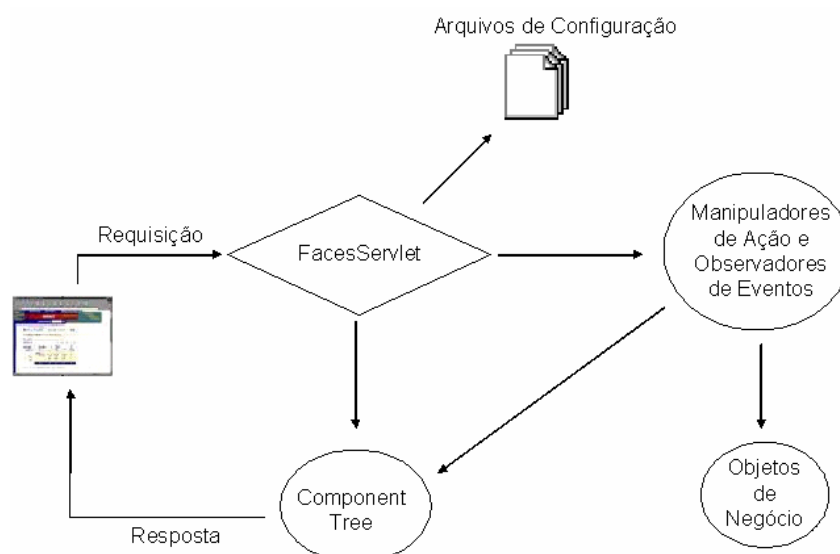 Arquivos de Configuração
Requisição
FacesServlet
Manipuladores
de Ação e
Observadores
de Eventos
Component
Tree
Objetos
de
Negócio
Resposta